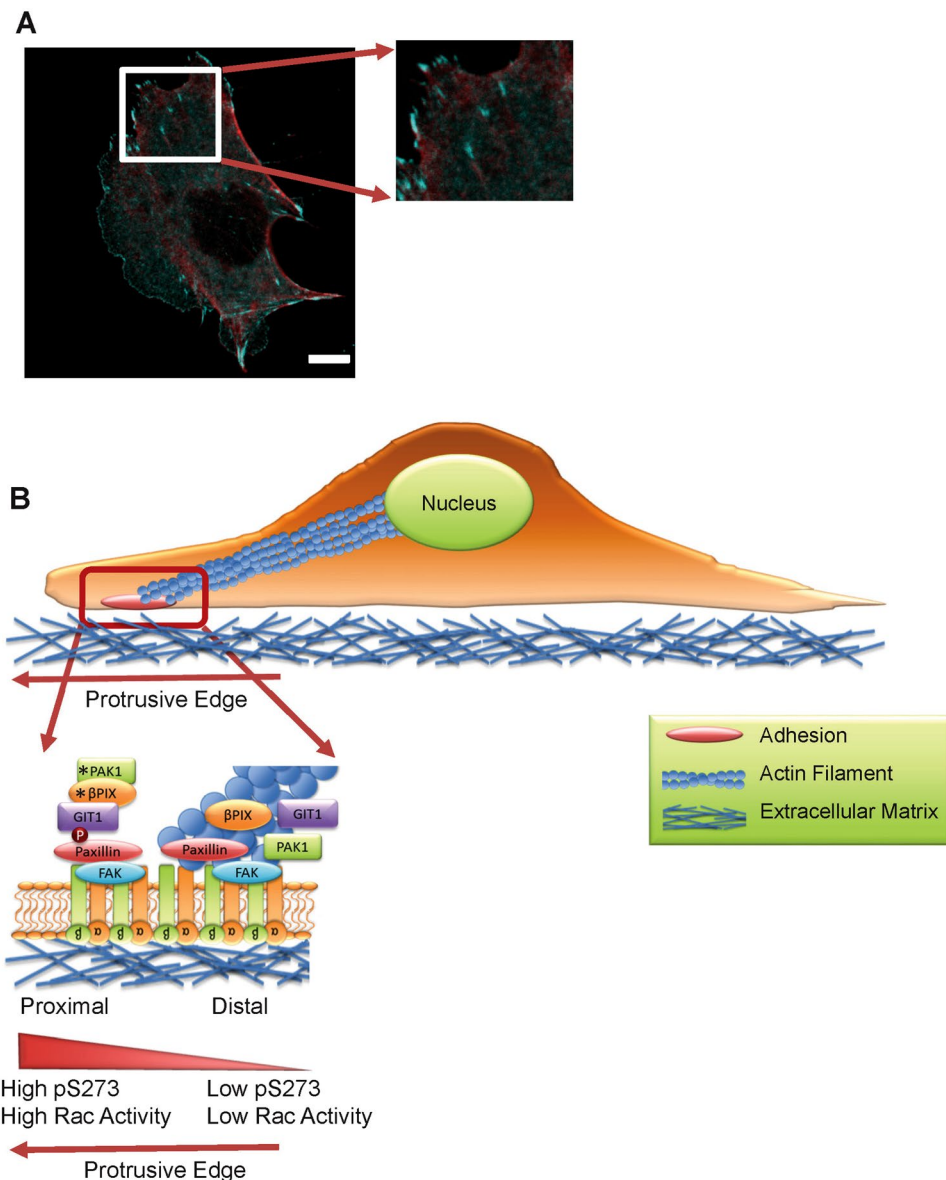 A
B
Nucleus
Protrusive Edge
Adhesion
Actin Filament
Extracellular Matrix
*PAK1
*βPIX
GIT1
P
Paxillin
FAK
βPIX
GIT1
Paxillin
PAK1
FAK
β α β α β α β α β α
Proximal Distal
High pS273 Low pS273
High Rac Activity Low Rac Activity
Protrusive Edge